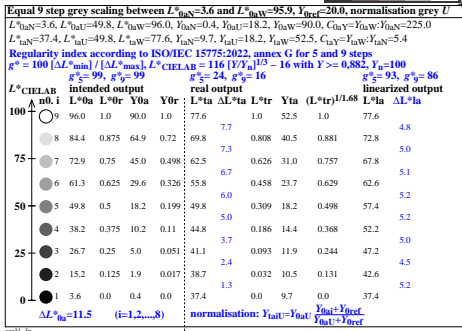 Equal 9 step grey scaling between L*0aN=3.6 and L*0aW=95.9, Y0ref=20.0, normalisation grey U
L*0aN=3.6, L*0aU=49.8, L*0aW=96.0, Y0aN=0.4, Y0aU=18.2, Y0aW=90.0, C0aY=Y0aW:Y0aN=225.0
L*taN=37.4, L*taU=49.8, L*taW=77.6, YtaN=9.7, YtaU=18.2, YtaW=52.5, CtaY=YtaW:YtaN=5.4
Regularity index according to ISO/IEC 15775:2022, annex G for 5 and 9 steps
g* = 100 [ΔL*min] / [ΔL*max], L*CIELAB = 116 [Y/Yn]1/3 − 16 with Y >= 0,882, Yn=100
g*5= 99, g*9= 99 g*5= 24, g*9= 16 g*5= 93, g*9= 86
L*CIELAB intended output real output linearized output
n0. i L*0a L*0r Y0a Y0r L*ta ΔL*ta L*tr Yta (L*tr)1/1.68 L*la ΔL*la
100 9 96.0 1.0 90.0 1.0 77.6 1.0 52.5 1.0 77.6
7.7 4.8
8 84.4 0.875 64.9 0.72 69.8 0.808 40.5 0.881 72.8
7.3 5.0
75 7 72.9 0.75 45.0 0.498 62.5 0.626 31.0 0.757 67.8
6.7 5.1
6 61.3 0.625 29.6 0.326 55.8 0.458 23.7 0.629 62.6
6.0 5.2
50 5 49.8 0.5 18.2 0.199 49.8 0.309 18.2 0.498 57.4
5.0 5.2
4 38.2 0.375 10.2 0.11 44.8 0.186 14.4 0.368 52.2
3.7 5.0
25 3 26.7 0.25 5.0 0.051 41.1 0.093 11.9 0.244 47.2
2.4 4.5
2 15.2 0.125 1.9 0.017 38.7 0.032 10.5 0.131 42.6
1.3 5.2
0 1 3.6 0.0 0.4 0.0 37.4 0.0 9.7 0.0 37.4
ΔL*0a=11.5 (i=1,2,...,8) normalisation: YtaiU=Y0aU (Y0ai+Y0ref)/(Y0aU+Y0ref)